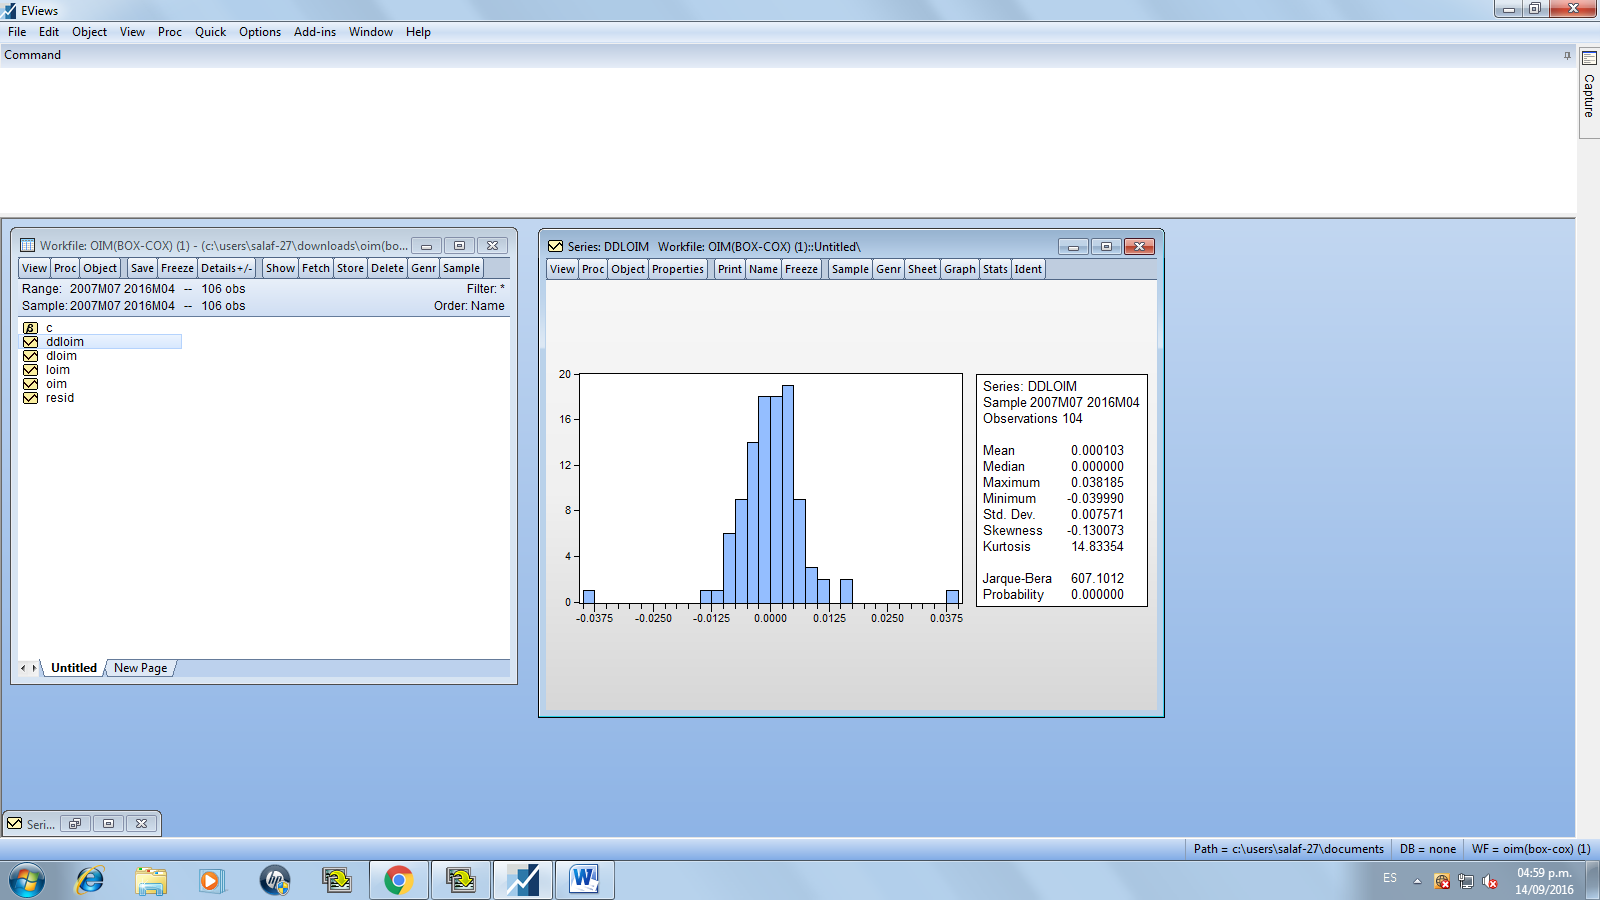 EViews
File Edit Object View Proc Quick Options Add-ins Window Help
Command
Capture
Workfile: OIM(BOX-COX) (1) - (c:\users\salaf-27\downloads\oim(bo...
View Proc Object Save Freeze Details+/- Show Fetch Store Delete Genr Sample
Range: 2007M07 2016M04 -- 106 obs Filter: *
Sample: 2007M07 2016M04 -- 106 obs Order: Name
β c
ddloim
dloim
loim
oim
resid
Untitled New Page
Series: DDLOIM Workfile: OIM(BOX-COX) (1)::Untitled\
View Proc Object Properties Print Name Freeze Sample Genr Sheet Graph Stats Ident
20
16
12
8
4
0
-0.0375 -0.0250 -0.0125 0.0000 0.0125 0.0250 0.0375
Series: DDLOIM
Sample 2007M07 2016M04
Observations 104
Mean 0.000103
Median 0.000000
Maximum 0.038185
Minimum -0.039990
Std. Dev. 0.007571
Skewness -0.130073
Kurtosis 14.83354
Jarque-Bera 607.1012
Probability 0.000000
Seri...
Path = c:\users\salaf-27\documents DB = none WF = oim(box-cox) (1)
hp
W
ES
04:59 p.m.
14/09/2016